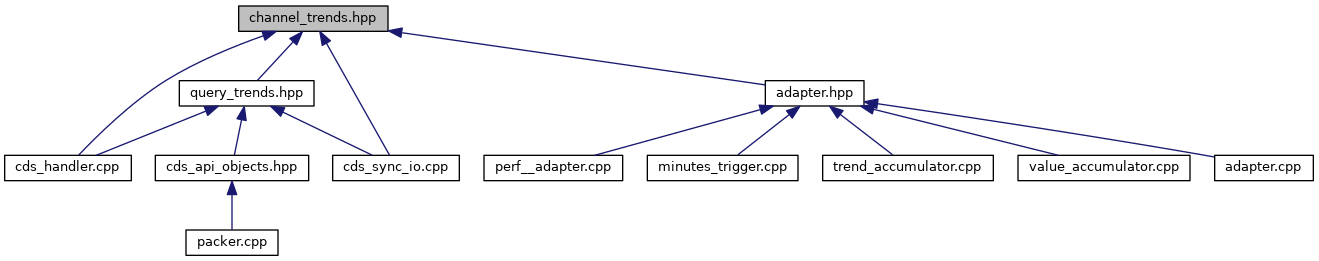 channel_trends.hpp
query_trends.hpp
adapter.hpp
cds_handler.cpp
cds_api_objects.hpp
cds_sync_io.cpp
perf__adapter.cpp
minutes_trigger.cpp
trend_accumulator.cpp
value_accumulator.cpp
adapter.cpp
packer.cpp